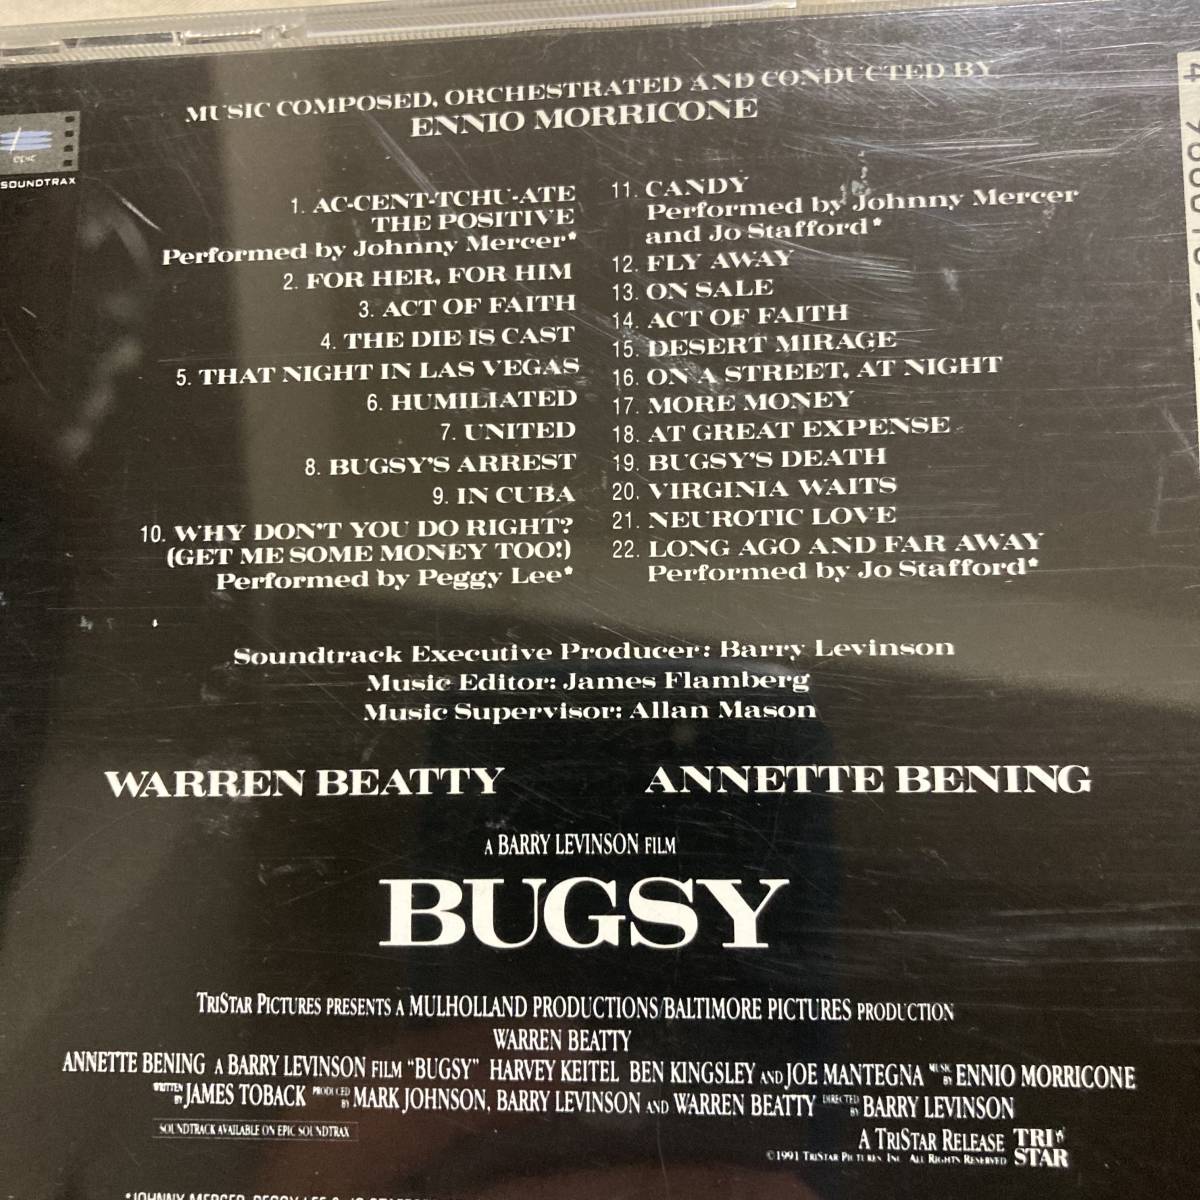 MUSIC COMPOSED, ORCHESTRATED AND CONDUCTED BY
ENNIO MORRICONE
epic
SOUNDTRAX
1. AC-CENT-TCHU-ATE
THE POSITIVE
Performed by Johnny Mercer*
2. FOR HER, FOR HIM
3. ACT OF FAITH
4. THE DIE IS CAST
5. THAT NIGHT IN LAS VEGAS
6. HUMILIATED
7. UNITED
8. BUGSY'S ARREST
9. IN CUBA
10. WHY DON'T YOU DO RIGHT?
(GET ME SOME MONEY TOO!)
Performed by Peggy Lee*
11. CANDY
Performed by Johnny Mercer
and Jo Stafford*
12. FLY AWAY
13. ON SALE
14. ACT OF FAITH
15. DESERT MIRAGE
16. ON A STREET, AT NIGHT
17. MORE MONEY
18. AT GREAT EXPENSE
19. BUGSY'S DEATH
20. VIRGINIA WAITS
21. NEUROTIC LOVE
22. LONG AGO AND FAR AWAY
Performed by Jo Stafford*
Soundtrack Executive Producer: Barry Levinson
Music Editor: James Flamberg
Music Supervisor: Allan Mason
WARREN BEATTY ANNETTE BENING
A BARRY LEVINSON FILM
BUGSY
TRISTAR PICTURES PRESENTS A MULHOLLAND PRODUCTIONS/BALTIMORE PICTURES PRODUCTION
WARREN BEATTY
ANNETTE BENING A BARRY LEVINSON FILM "BUGSY" HARVEY KEITEL BEN KINGSLEY AND JOE MANTEGNA MUSIC BY ENNIO MORRICONE
WRITTEN BY JAMES TOBACK PRODUCED BY MARK JOHNSON, BARRY LEVINSON AND WARREN BEATTY DIRECTED BY BARRY LEVINSON
SOUNDTRACK AVAILABLE ON EPIC SOUNDTRAX
A TRISTAR RELEASE TRI STAR
©1991 TRISTAR PICTURES INC. ALL RIGHTS RESERVED